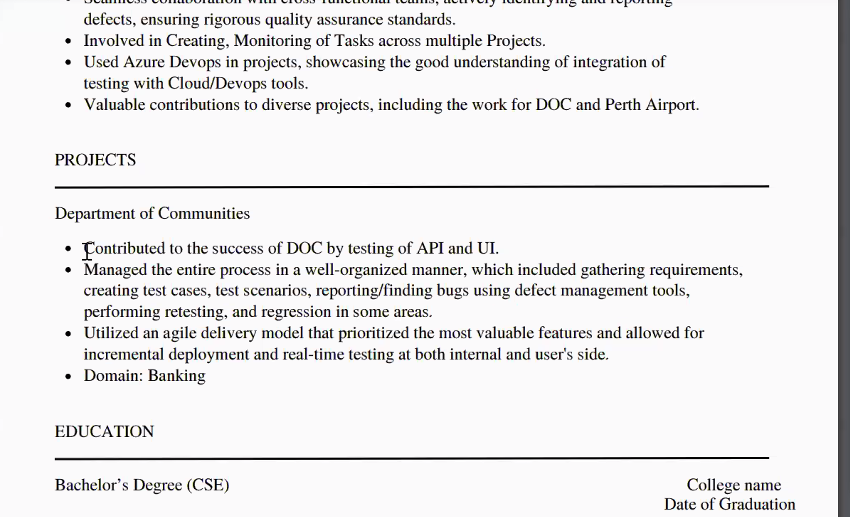 Seamless collaboration with cross-functional teams, actively identifying and reporting
defects, ensuring rigorous quality assurance standards.
• Involved in Creating, Monitoring of Tasks across multiple Projects.
• Used Azure Devops in projects, showcasing the good understanding of integration of
testing with Cloud/Devops tools.
• Valuable contributions to diverse projects, including the work for DOC and Perth Airport.
PROJECTS
Department of Communities
• Contributed to the success of DOC by testing of API and UI.
• Managed the entire process in a well-organized manner, which included gathering requirements,
creating test cases, test scenarios, reporting/finding bugs using defect management tools,
performing retesting, and regression in some areas.
• Utilized an agile delivery model that prioritized the most valuable features and allowed for
incremental deployment and real-time testing at both internal and user's side.
• Domain: Banking
EDUCATION
Bachelor’s Degree (CSE)
College name
Date of Graduation